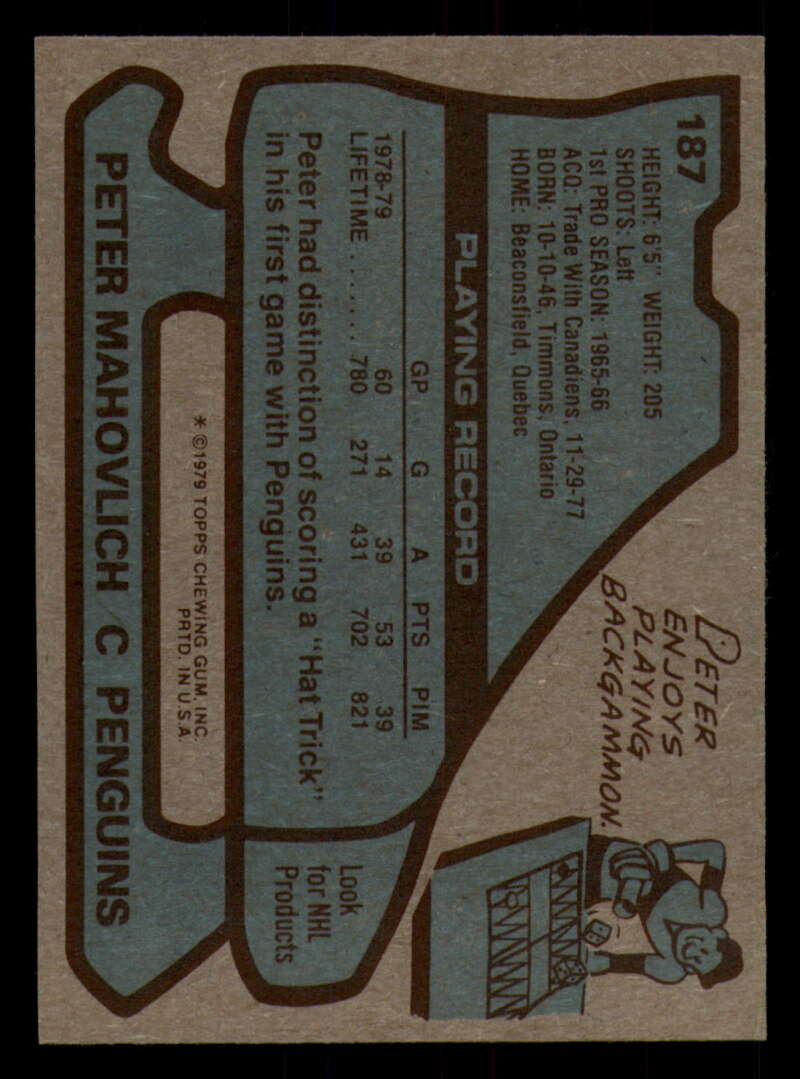 187
HEIGHT: 6'5" WEIGHT: 205
SHOOTS: Left
1st PRO SEASON: 1965-66
ACQ: Trade With Canadiens, 11-29-77
BORN: 10-10-46, Timmons, Ontario
HOME: Beaconsfield, Quebec
PETER
ENJOYS
PLAYING
BACKGAMMON.
PLAYING RECORD
GP G A PTS PIM
1978-79 60 14 39 53 39
LIFETIME ........ 780 271 431 702 821
Peter had distinction of scoring a "Hat Trick"
in his first game with Penguins.
Look
for NHL
Products
* ©1979 TOPPS CHEWING GUM, INC.
PRTD. IN U.S.A.
PETER MAHOVLICH C PENGUINS